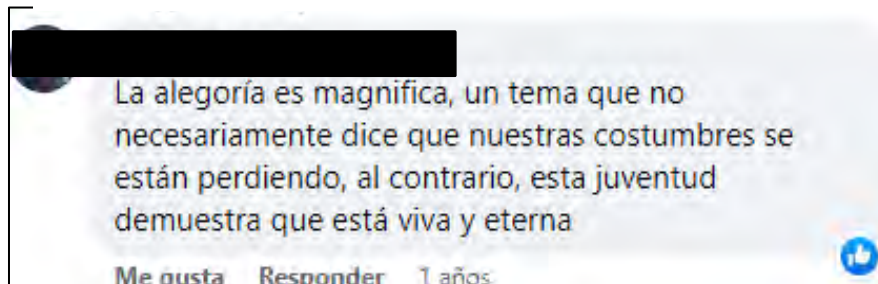 La alegoría es magnifica, un tema que no
necesariamente dice que nuestras costumbres se
están perdiendo, al contrario, esta juventud
demuestra que está viva y eterna
Me gusta Responder 1 años